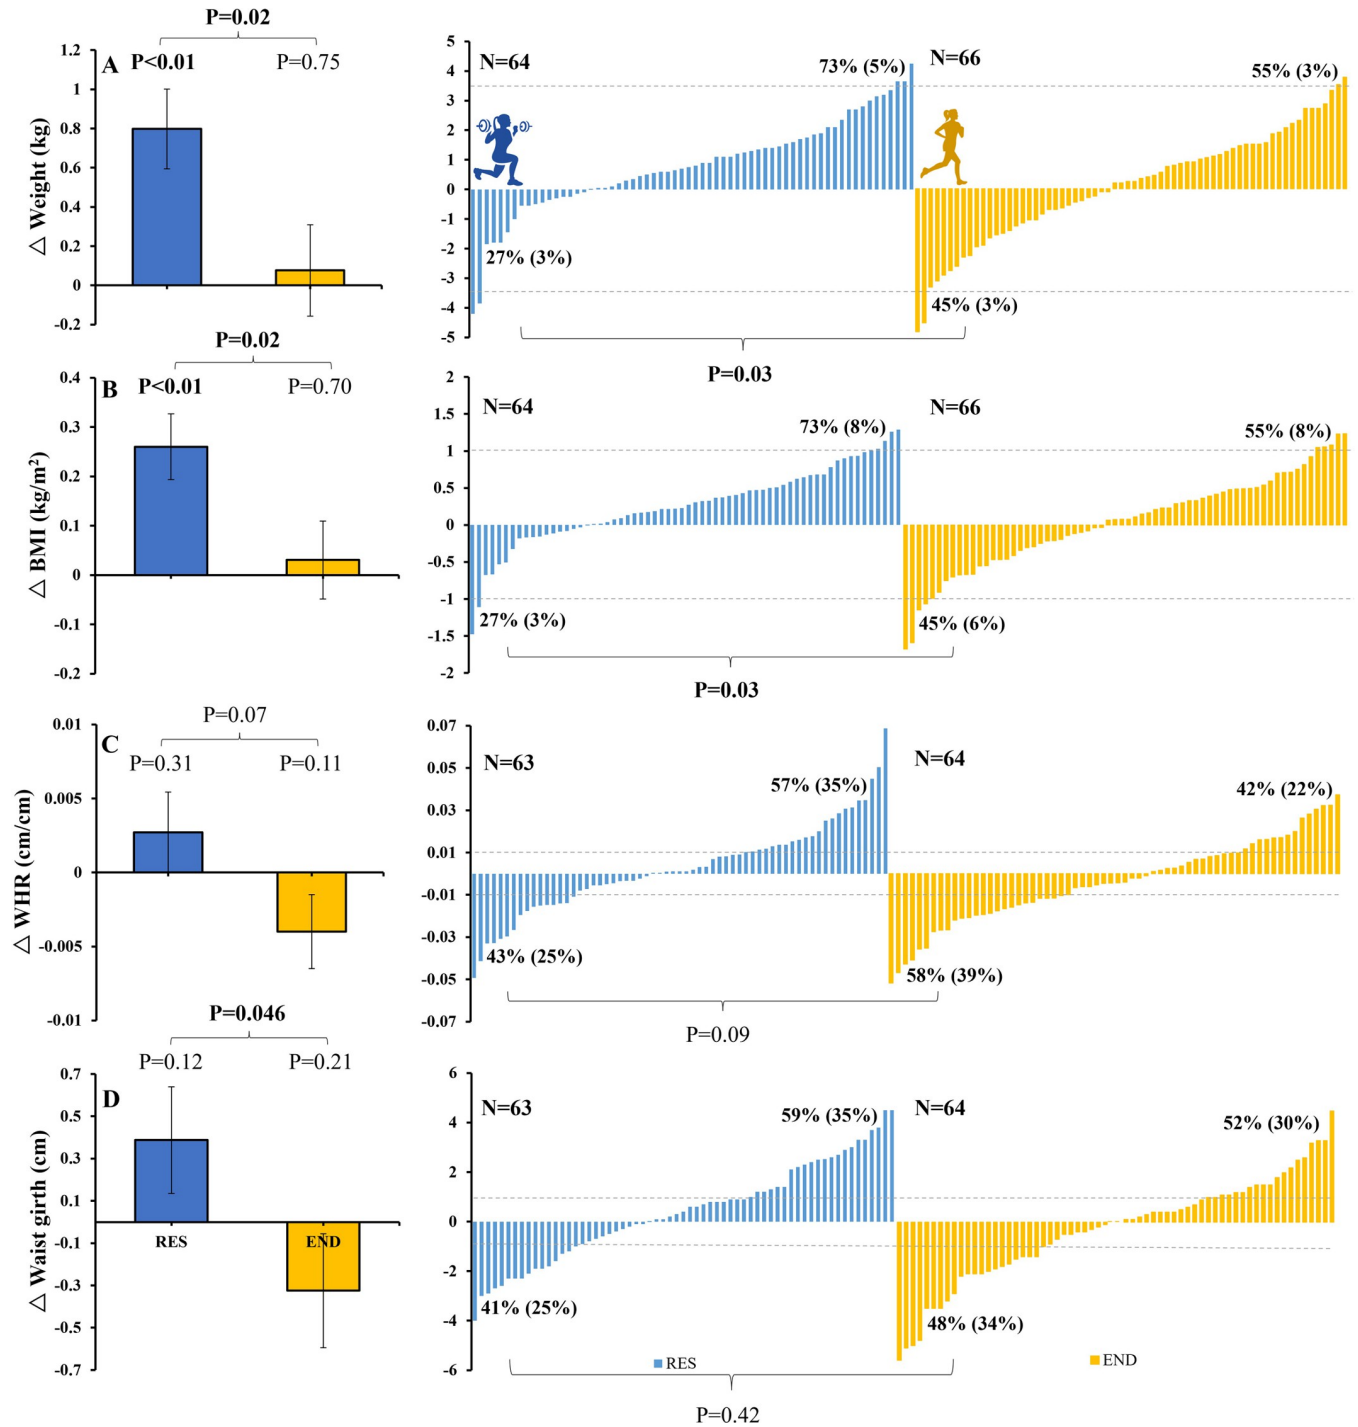 P=0.02
A
P<0.01
P=0.75
△ Weight (kg)
1.2
1
0.8
0.6
0.4
0.2
0
-0.2
5
4
3
2
1
0
-1
-2
-3
-4
-5
N=64
73% (5%)
27% (3%)
N=66
55% (3%)
45% (3%)
P=0.03
P=0.02
B
P<0.01
P=0.70
△ BMI (kg/m²)
0.4
0.3
0.2
0.1
0
-0.1
-0.2
2
1.5
1
0.5
0
-0.5
-1
-1.5
-2
N=64
73% (8%)
27% (3%)
N=66
55% (8%)
45% (6%)
P=0.03
P=0.07
C
P=0.31
P=0.11
△ WHR (cm/cm)
0.01
0.005
0
-0.005
-0.01
0.07
0.05
0.03
0.01
-0.01
-0.03
-0.05
-0.07
N=63
57% (35%)
43% (25%)
N=64
42% (22%)
58% (39%)
P=0.09
P=0.046
D
P=0.12
P=0.21
△ Waist girth (cm)
0.7
0.5
0.3
0.1
-0.1
-0.3
-0.5
-0.7
RES
END
6
4
2
0
-2
-4
-6
N=63
59% (35%)
41% (25%)
N=64
52% (30%)
48% (34%)
RES
END
P=0.42